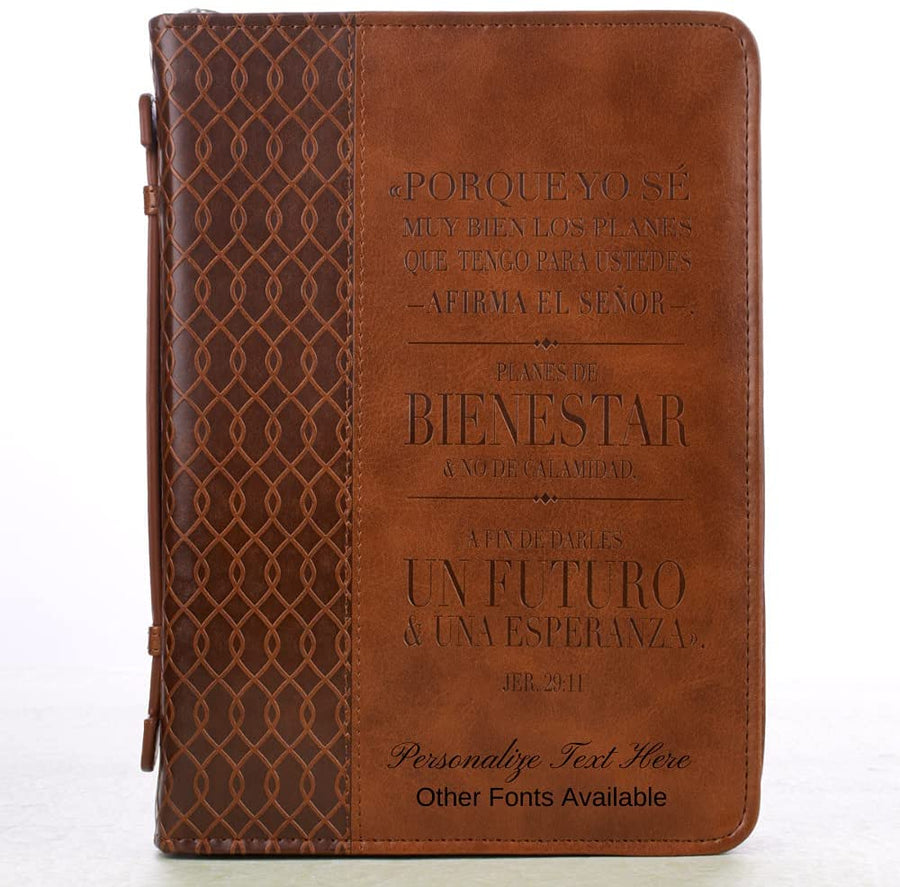 «PORQUE YO SÉ
MUY BIEN LOS PLANES
QUE TENGO PARA USTEDES
—AFIRMA EL SEÑOR—,
PLANES DE
BIENESTAR
& NO DE CALAMIDAD,
A FIN DE DARLES
UN FUTURO
& UNA ESPERANZA».
JER. 29:11
Personalize Text Here
Other Fonts Available